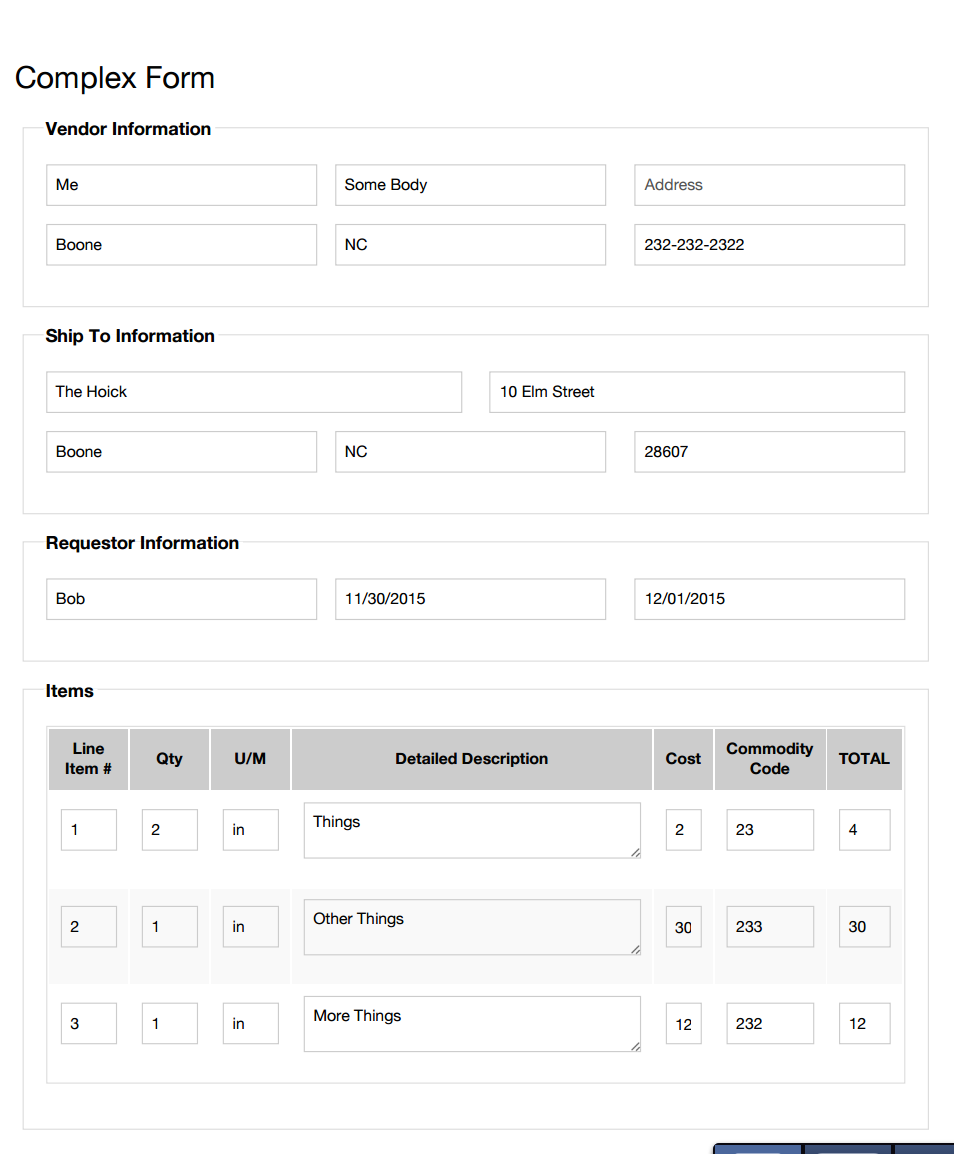 Complex Form
Vendor Information
Me Some Body Address
Boone NC 232-232-2322
Ship To Information
The Hoick 10 Elm Street
Boone NC 28607
Requestor Information
Bob 11/30/2015 12/01/2015
Items
Line Item # Qty U/M Detailed Description Cost Commodity Code TOTAL
1 2 in Things 2 23 4
2 1 in Other Things 30 233 30
3 1 in More Things 12 232 12